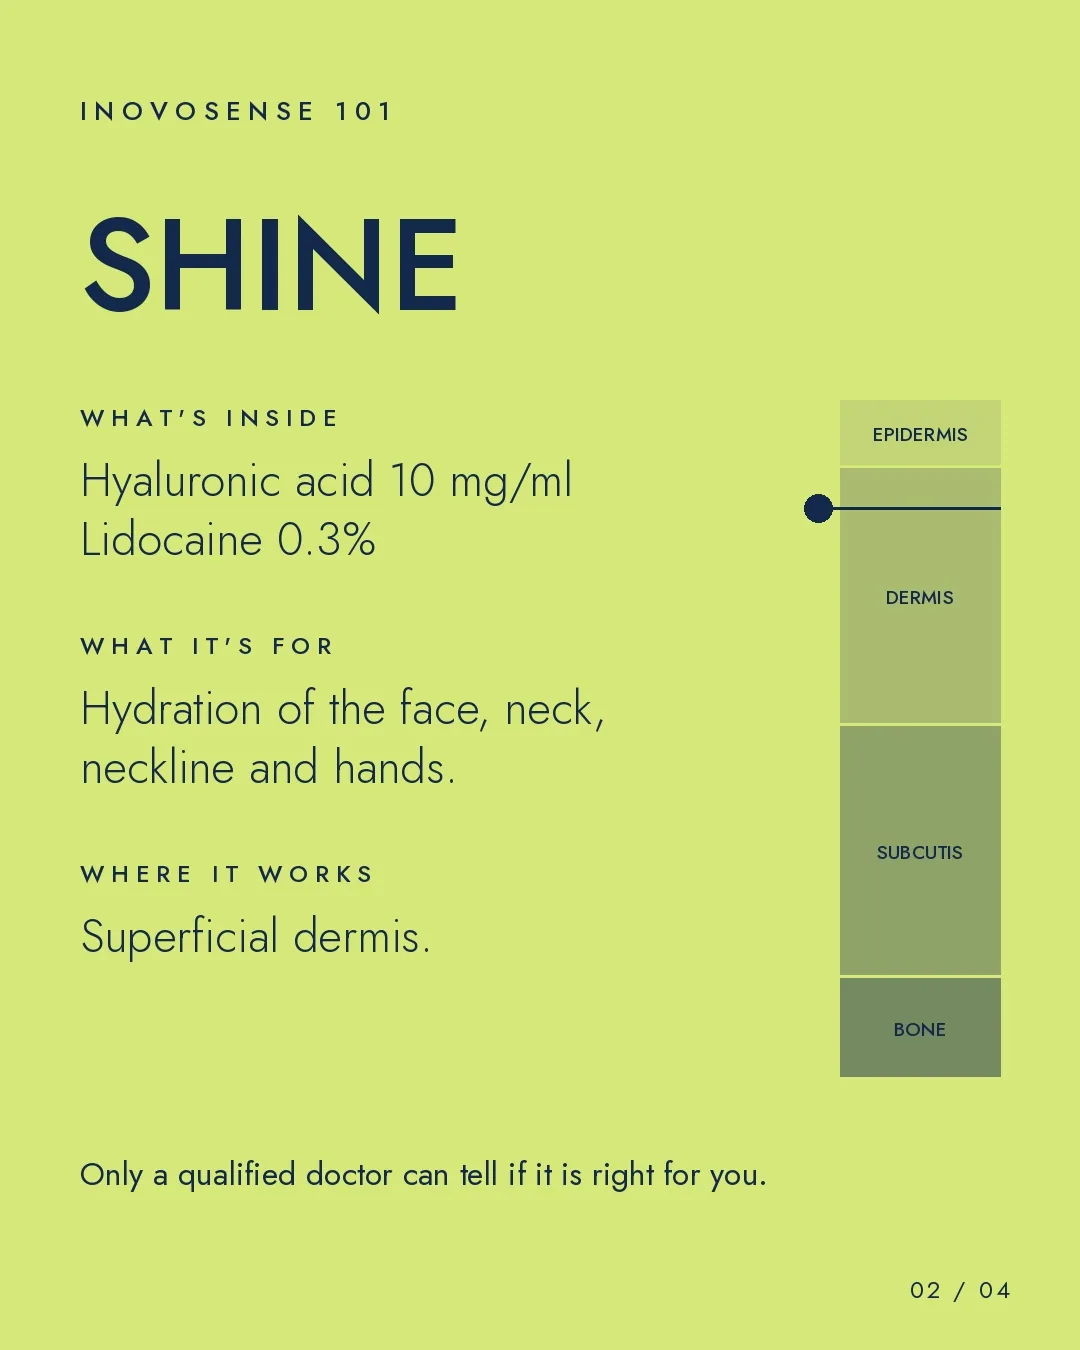 INOVOSENSE 101
SHINE
WHAT'S INSIDE
Hyaluronic acid 10 mg/ml
Lidocaine 0.3%
WHAT IT'S FOR
Hydration of the face, neck,
neckline and hands.
WHERE IT WORKS
Superficial dermis.
EPIDERMIS
DERMIS
SUBCUTIS
BONE
Only a qualified doctor can tell if it is right for you.
02 / 04